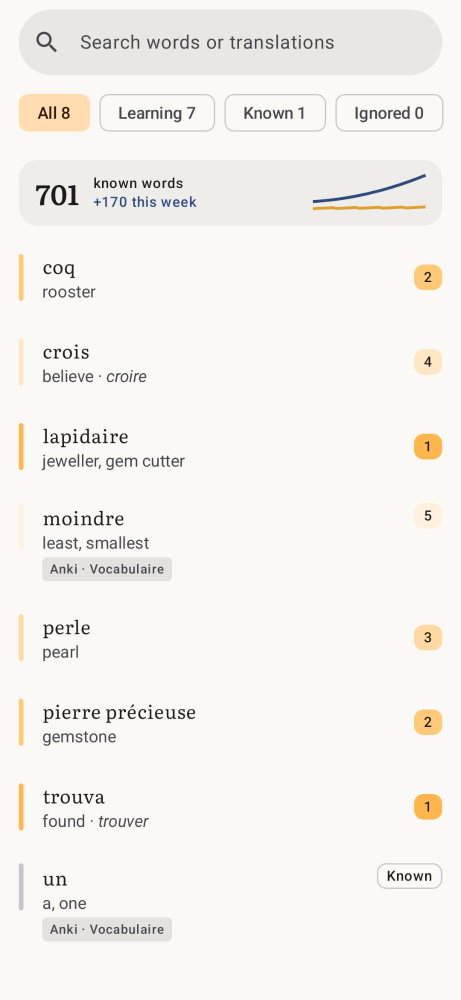 Search words or translations
All 8
Learning 7
Known 1
Ignored 0
701
known words
+170 this week
coq
rooster
2
crois
believe · croire
4
lapidaire
jeweller, gem cutter
1
moindre
least, smallest
Anki · Vocabulaire
5
perle
pearl
3
pierre précieuse
gemstone
2
trouva
found · trouver
1
un
a, one
Anki · Vocabulaire
Known